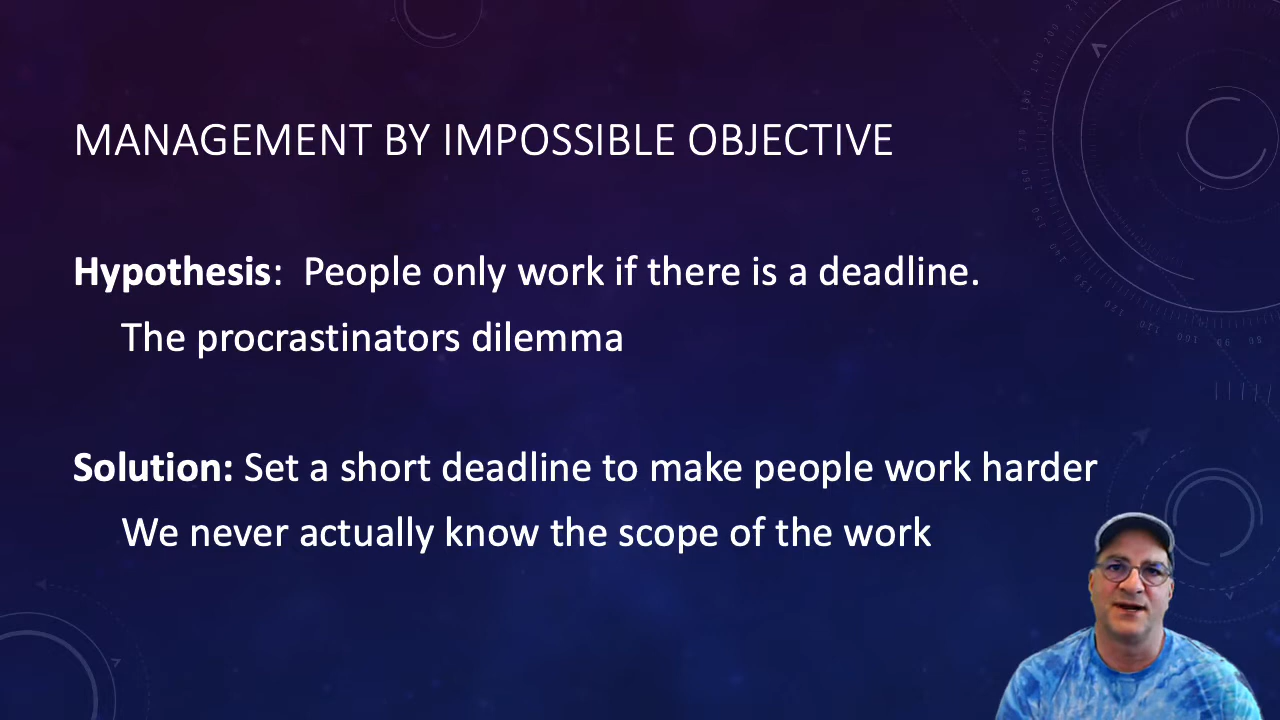 MANAGEMENT BY IMPOSSIBLE OBJECTIVE
Hypothesis:  People only work if there is a deadline.
The procrastinators dilemma
Solution: Set a short deadline to make people work harder
We never actually know the scope of the work